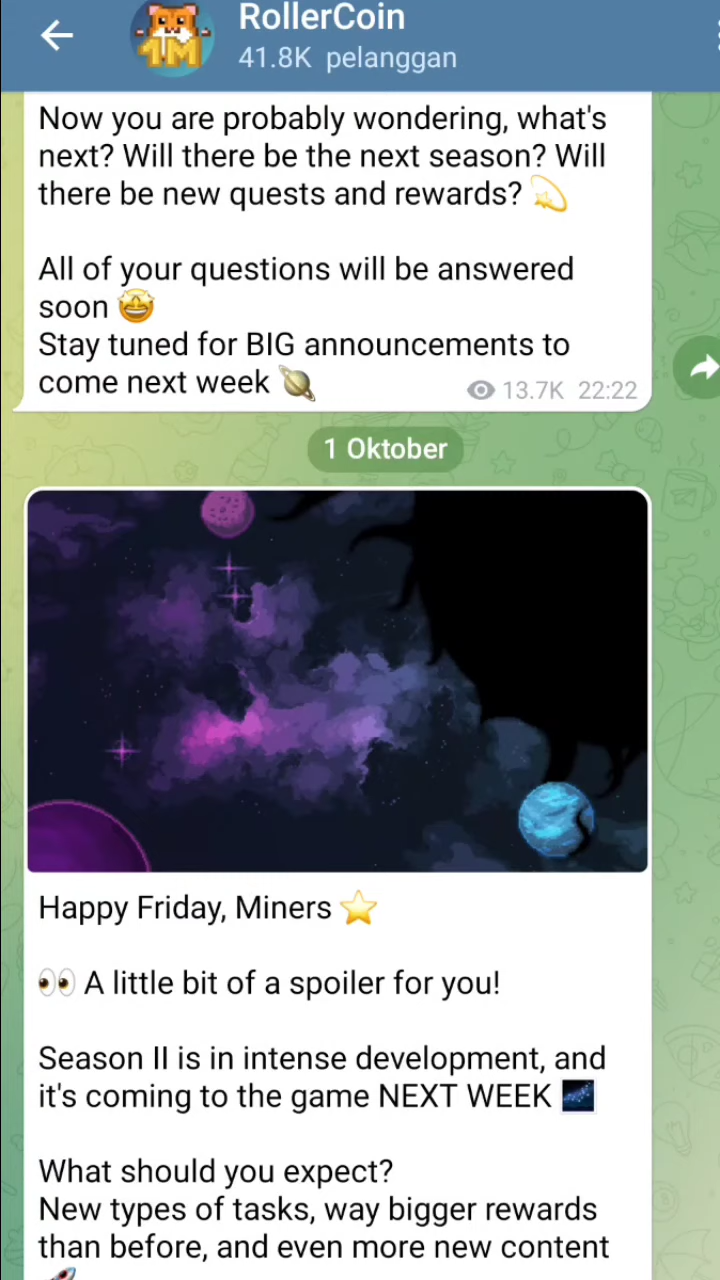 RollerCoin
1M
41.8K pelanggan
Now you are probably wondering, what's
next? Will there be the next season? Will
there be new quests and rewards? 💫
All of your questions will be answered
soon 🤩
Stay tuned for BIG announcements to
come next week 🪐
13.7K 22:22
1 Oktober
Happy Friday, Miners ⭐
👀 A little bit of a spoiler for you!
Season II is in intense development, and
it's coming to the game NEXT WEEK 🌌
What should you expect?
New types of tasks, way bigger rewards
than before, and even more new content
🚀